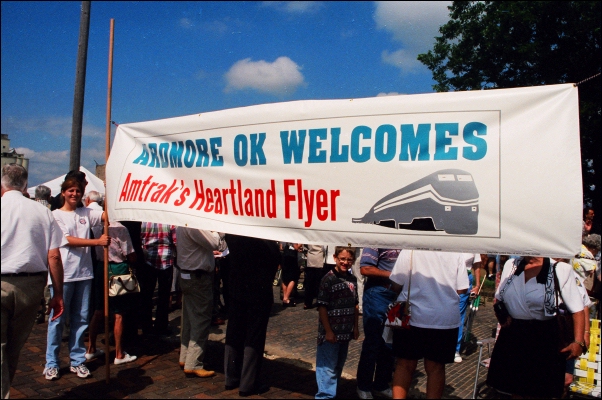 ARDMORE OK WELCOMES
Amtrak's Heartland Flyer